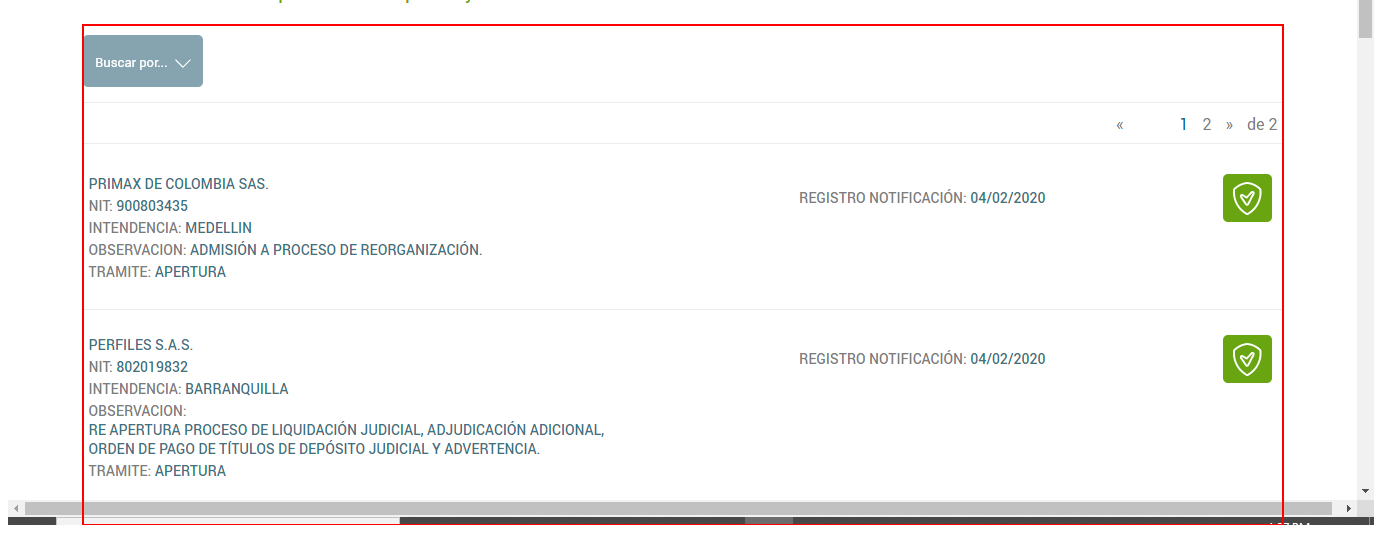 Buscar por...
« 1 2 » de 2
PRIMAX DE COLOMBIA SAS.
NIT: 900803435
INTENDENCIA: MEDELLIN
OBSERVACION: ADMISIÓN A PROCESO DE REORGANIZACIÓN.
TRAMITE: APERTURA
REGISTRO NOTIFICACIÓN: 04/02/2020
PERFILES S.A.S.
NIT: 802019832
INTENDENCIA: BARRANQUILLA
OBSERVACION:
RE APERTURA PROCESO DE LIQUIDACIÓN JUDICIAL, ADJUDICACIÓN ADICIONAL,
ORDEN DE PAGO DE TÍTULOS DE DEPÓSITO JUDICIAL Y ADVERTENCIA.
TRAMITE: APERTURA
REGISTRO NOTIFICACIÓN: 04/02/2020